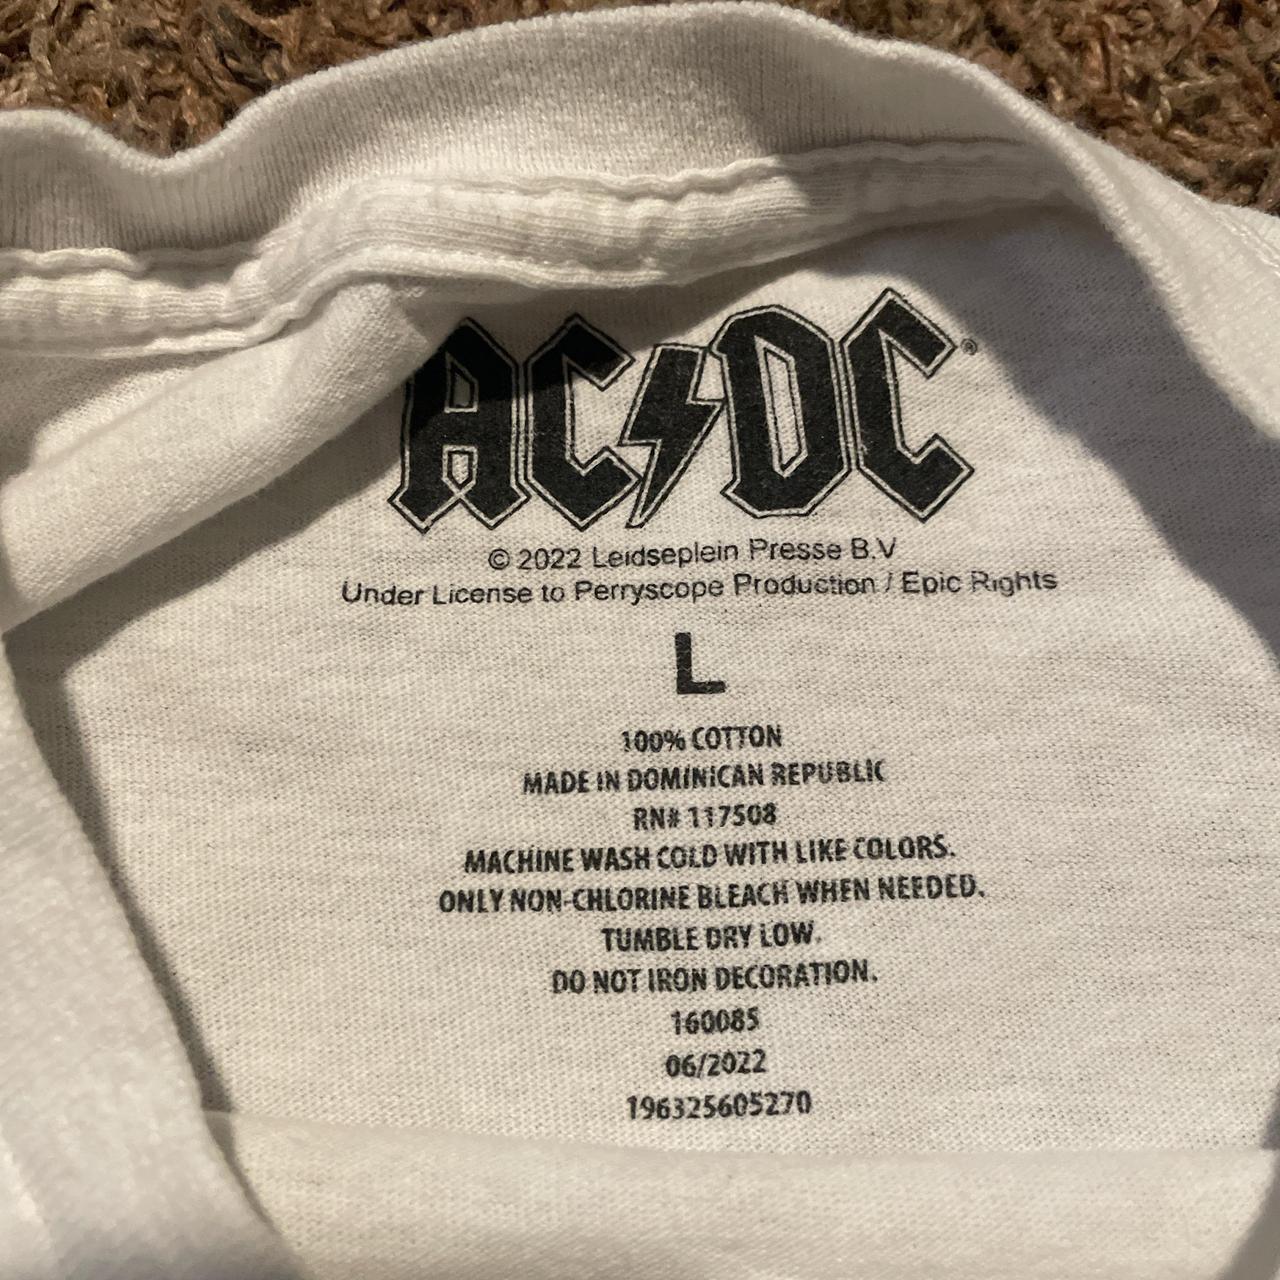 AC⚡DC®
© 2022 Leidseplein Presse B.V
Under License to Perryscope Production / Epic Rights
L
100% COTTON
MADE IN DOMINICAN REPUBLIC
RN# 117508
MACHINE WASH COLD WITH LIKE COLORS.
ONLY NON-CHLORINE BLEACH WHEN NEEDED.
TUMBLE DRY LOW.
DO NOT IRON DECORATION.
160085
06/2022
196325605270